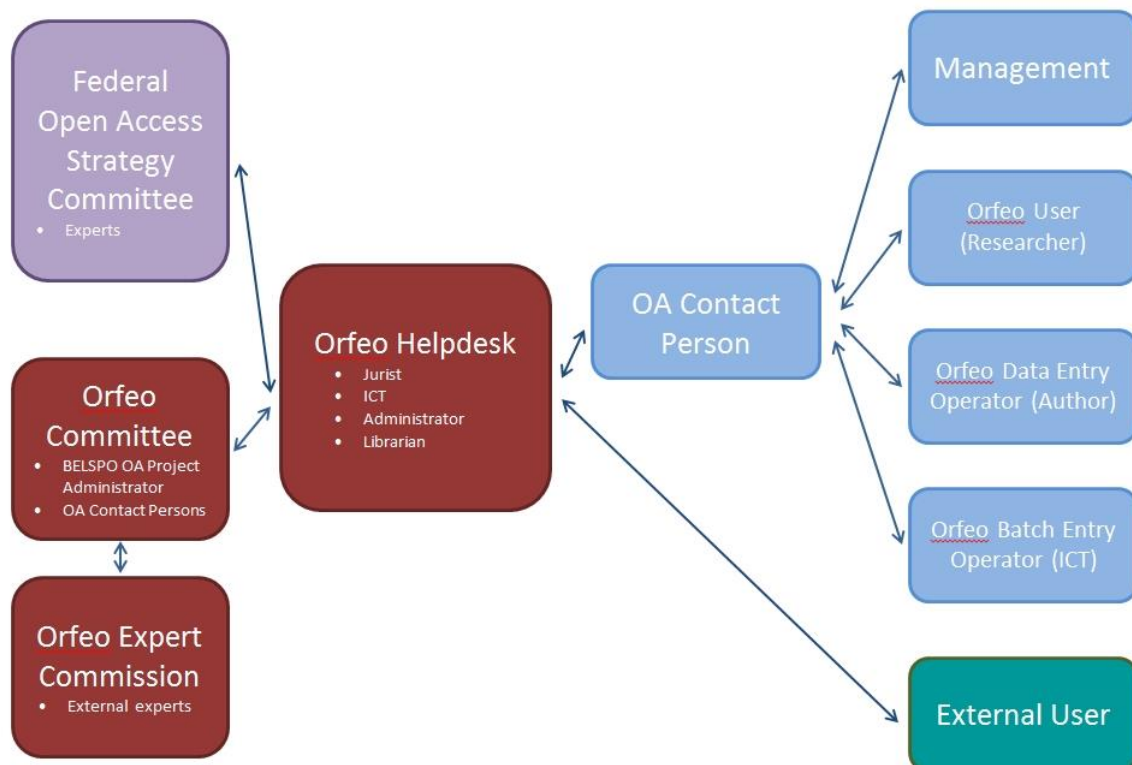 Federal
Open Access
Strategy
Committee
• Experts
Orfeo
Committee
• BELSPO OA Project
Administrator
• OA Contact Persons
Orfeo Expert
Commission
• External experts
Orfeo Helpdesk
• Jurist
• ICT
• Administrator
• Librarian
OA Contact
Person
Management
Orfeo User
(Researcher)
Orfeo Data Entry
Operator (Author)
Orfeo Batch Entry
Operator (ICT)
External User